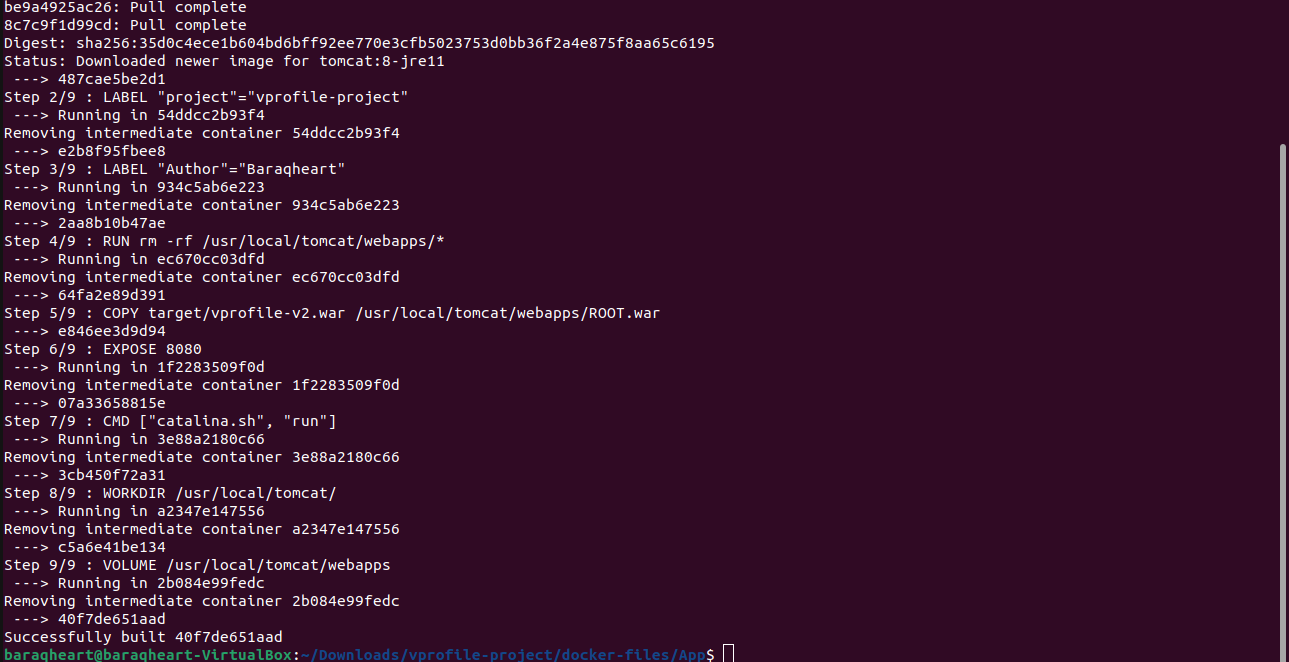 be9a4925ac26: Pull complete
8c7c9f1d99cd: Pull complete
Digest: sha256:35d0c4ece1b604bd6bff92ee770e3cfb5023753d0bb36f2a4e875f8aa65c6195
Status: Downloaded newer image for tomcat:8-jre11
 ---> 487cae5be2d1
Step 2/9 : LABEL "project"="vprofile-project"
 ---> Running in 54ddcc2b93f4
Removing intermediate container 54ddcc2b93f4
 ---> e2b8f95fbee8
Step 3/9 : LABEL "Author"="Baraqheart"
 ---> Running in 934c5ab6e223
Removing intermediate container 934c5ab6e223
 ---> 2aa8b10b47ae
Step 4/9 : RUN rm -rf /usr/local/tomcat/webapps/*
 ---> Running in ec670cc03dfd
Removing intermediate container ec670cc03dfd
 ---> 64fa2e89d391
Step 5/9 : COPY target/vprofile-v2.war /usr/local/tomcat/webapps/ROOT.war
 ---> e846ee3d9d94
Step 6/9 : EXPOSE 8080
 ---> Running in 1f2283509f0d
Removing intermediate container 1f2283509f0d
 ---> 07a33658815e
Step 7/9 : CMD ["catalina.sh", "run"]
 ---> Running in 3e88a2180c66
Removing intermediate container 3e88a2180c66
 ---> 3cb450f72a31
Step 8/9 : WORKDIR /usr/local/tomcat/
 ---> Running in a2347e147556
Removing intermediate container a2347e147556
 ---> c5a6e41be134
Step 9/9 : VOLUME /usr/local/tomcat/webapps
 ---> Running in 2b084e99fedc
Removing intermediate container 2b084e99fedc
 ---> 40f7de651aad
Successfully built 40f7de651aad
baraqheart@baraqheart-VirtualBox:~/Downloads/vprofile-project/docker-files/App$